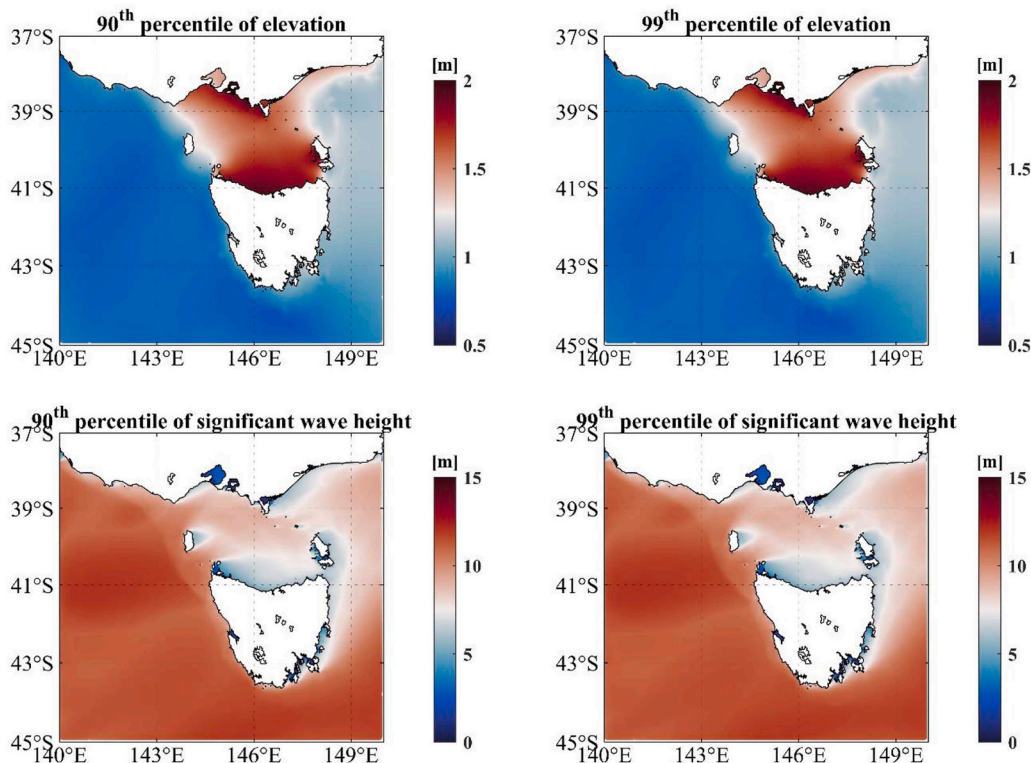 90th percentile of elevation
37°S
39°S
41°S
43°S
45°S
140°E 143°E 146°E 149°E
[m]
2
1.5
1
0.5
99th percentile of elevation
37°S
39°S
41°S
43°S
45°S
140°E 143°E 146°E 149°E
[m]
2
1.5
1
0.5
90th percentile of significant wave height
37°S
39°S
41°S
43°S
45°S
140°E 143°E 146°E 149°E
[m]
15
10
5
0
99th percentile of significant wave height
37°S
39°S
41°S
43°S
45°S
140°E 143°E 146°E 149°E
[m]
15
10
5
0